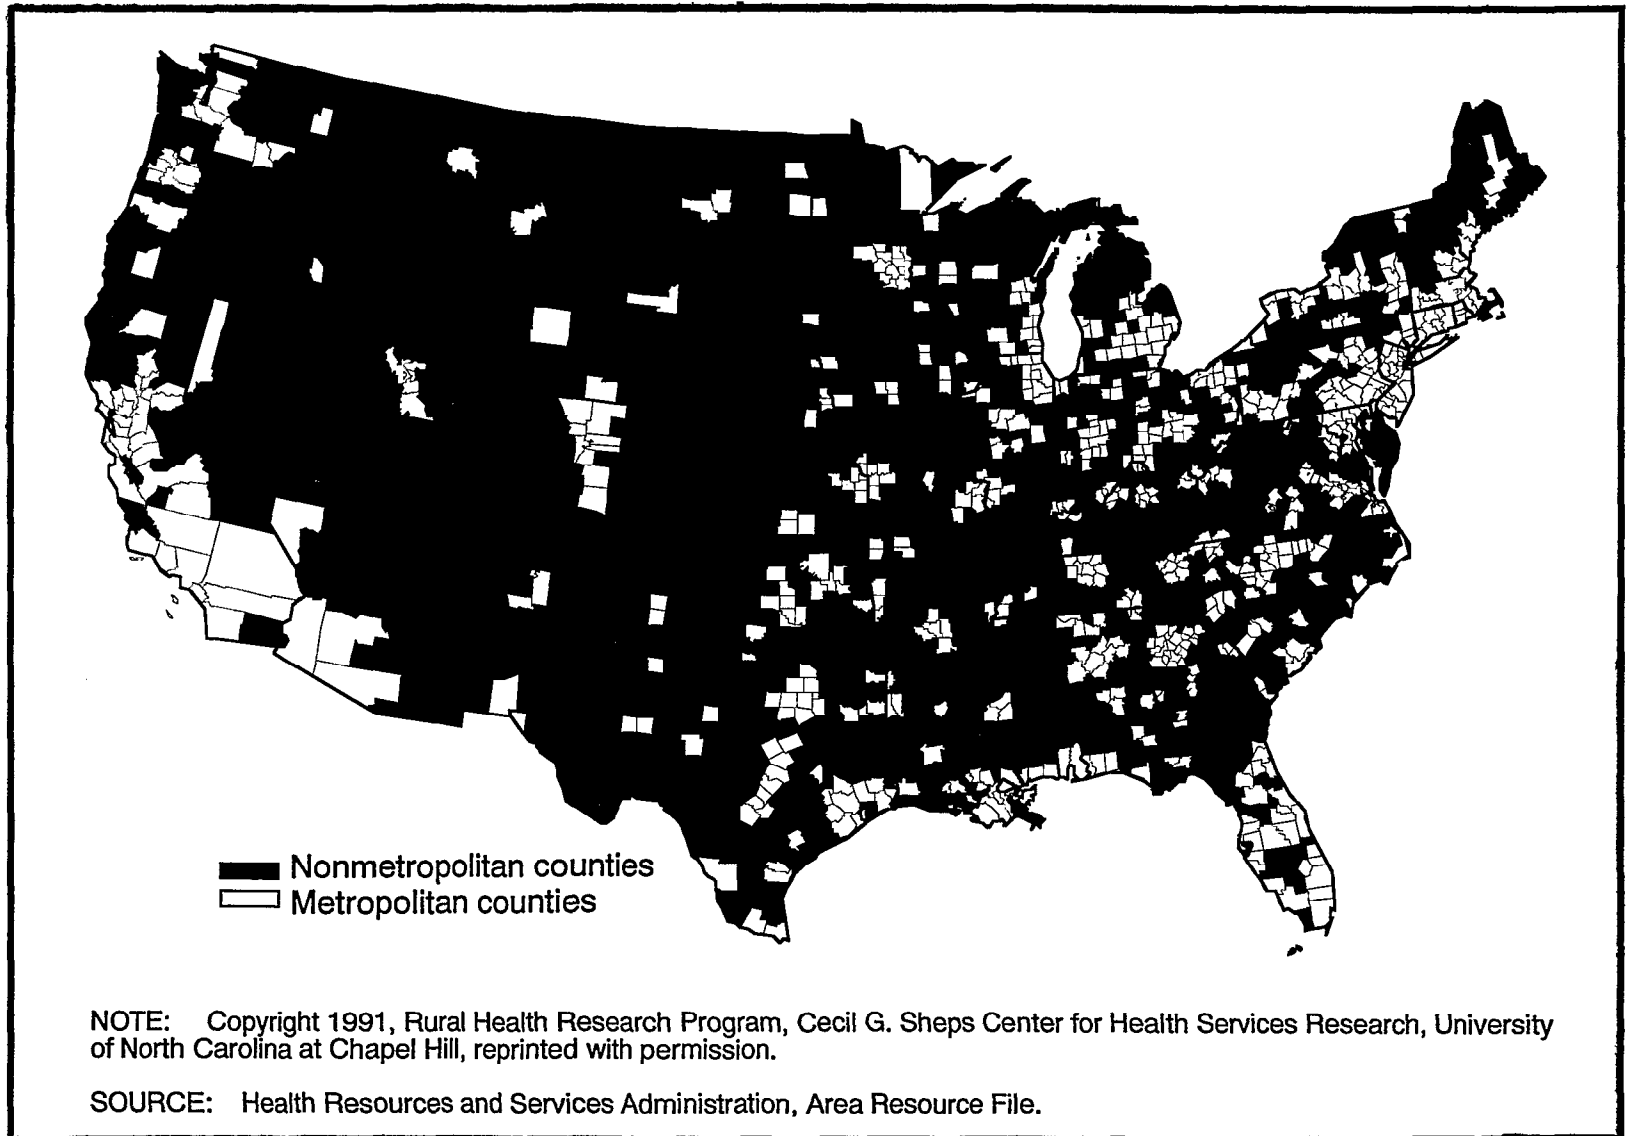 Nonmetropolitan counties
Metropolitan counties
NOTE: Copyright 1991, Rural Health Research Program, Cecil G. Sheps Center for Health Services Research, University
of North Carolina at Chapel Hill, reprinted with permission.
SOURCE: Health Resources and Services Administration, Area Resource File.